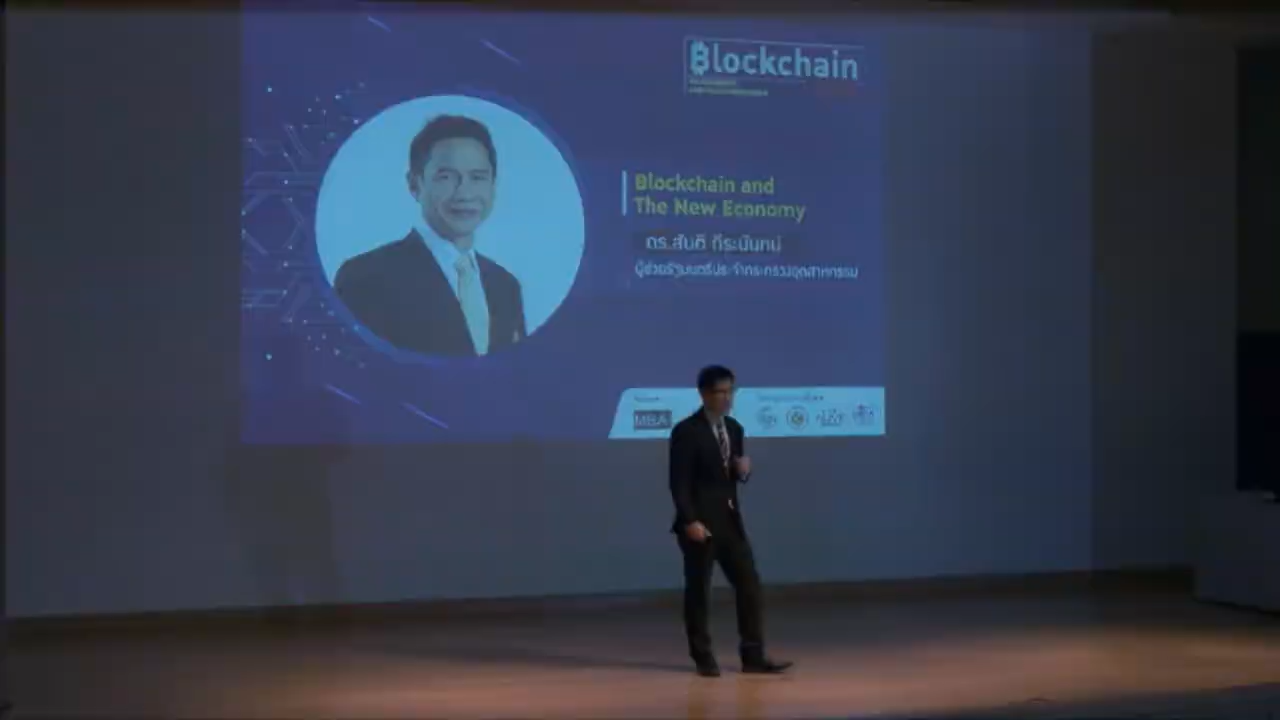 Blockchain
Blockchain and
The New Economy
ดร.สันติ กีระนันทน์
ผู้ช่วยรัฐมนตรีประจำกระทรวงอุตสาหกรรม
MBA